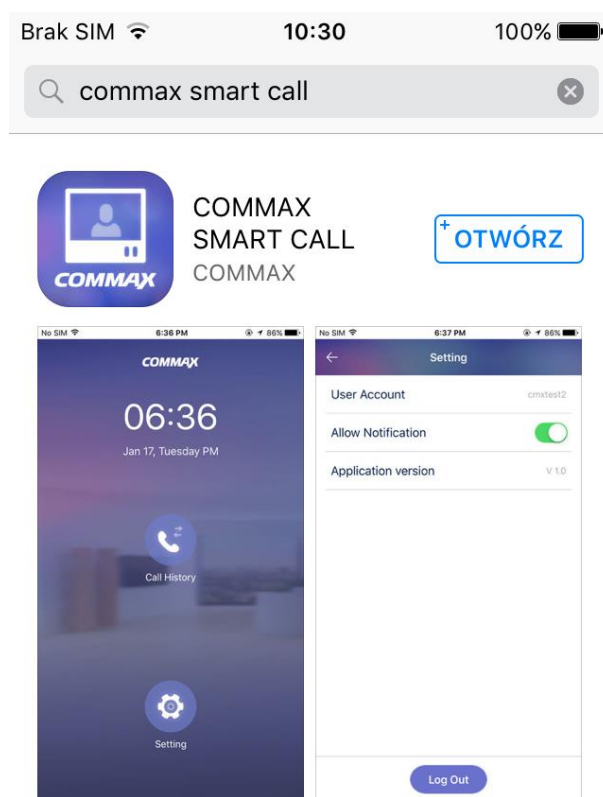 Brak SIM 10:30 100%
commax smart call
COMMAX
COMMAX
SMART CALL
COMMAX
+ OTWÓRZ
No SIM 6:36 PM 86%
COMMAX
06:36
Jan 17, Tuesday PM
Call History
Setting
No SIM 6:37 PM 86%
Setting
User Account cmxtest2
Allow Notification
Application version V 1.0
Log Out